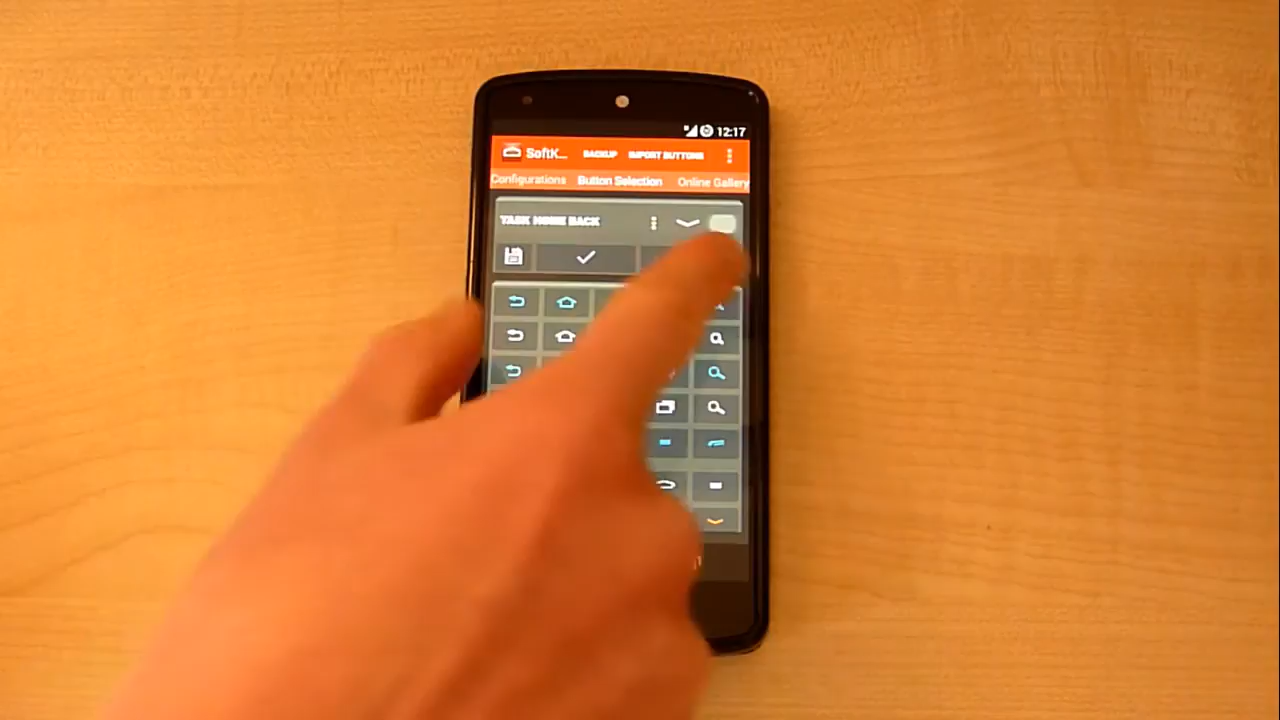 12:17
SoftK... BACKUP IMPORT BUTTONS
Configurations Button Selection Online Gallery
TASK HOME BACK